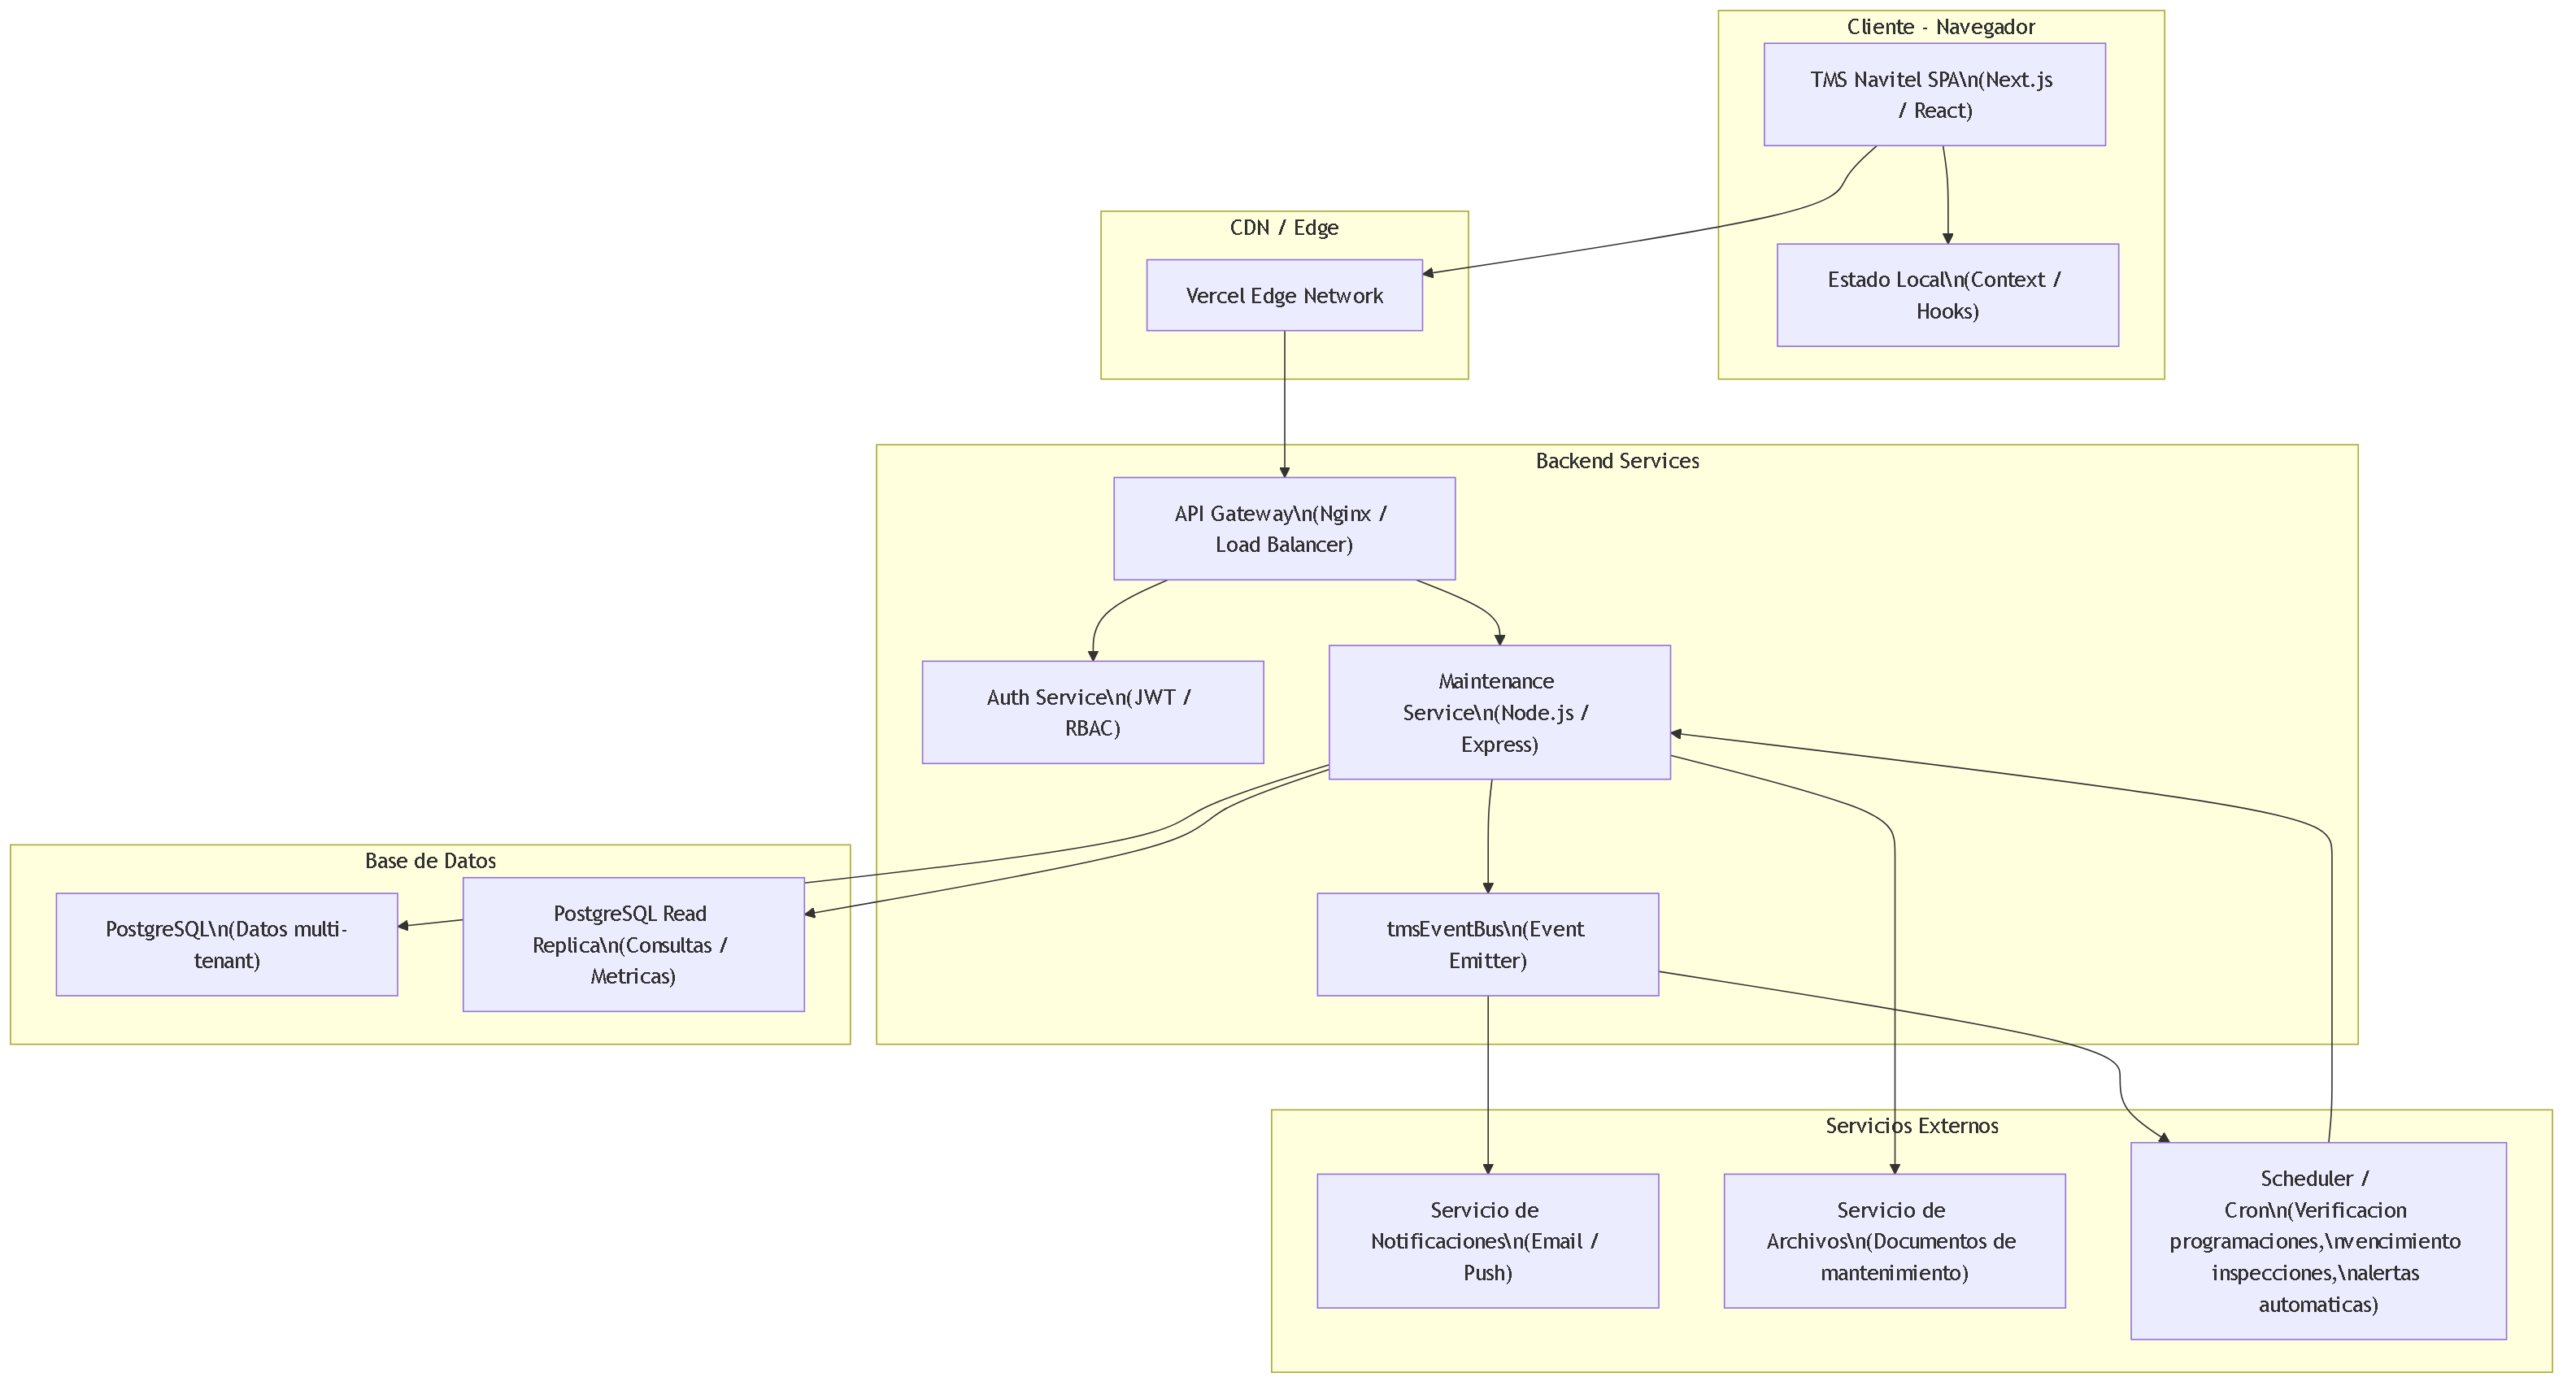 Cliente - Navegador
TMS Navitel SPA\n(Next.js
/ React)
Estado Local\n(Context /
Hooks)
CDN / Edge
Vercel Edge Network
Backend Services
API Gateway\n(Nginx /
Load Balancer)
Auth Service\n(JWT /
RBAC)
Maintenance
Service\n(Node.js /
Express)
tmsEventBus\n(Event
Emitter)
Base de Datos
PostgreSQL\n(Datos multi-
tenant)
PostgreSQL Read
Replica\n(Consultas /
Metricas)
Servicios Externos
Servicio de
Notificaciones\n(Email /
Push)
Servicio de
Archivos\n(Documentos de
mantenimiento)
Scheduler /
Cron\n(Verificacion
programaciones,\nvencimiento
inspecciones,\nalertas
automaticas)